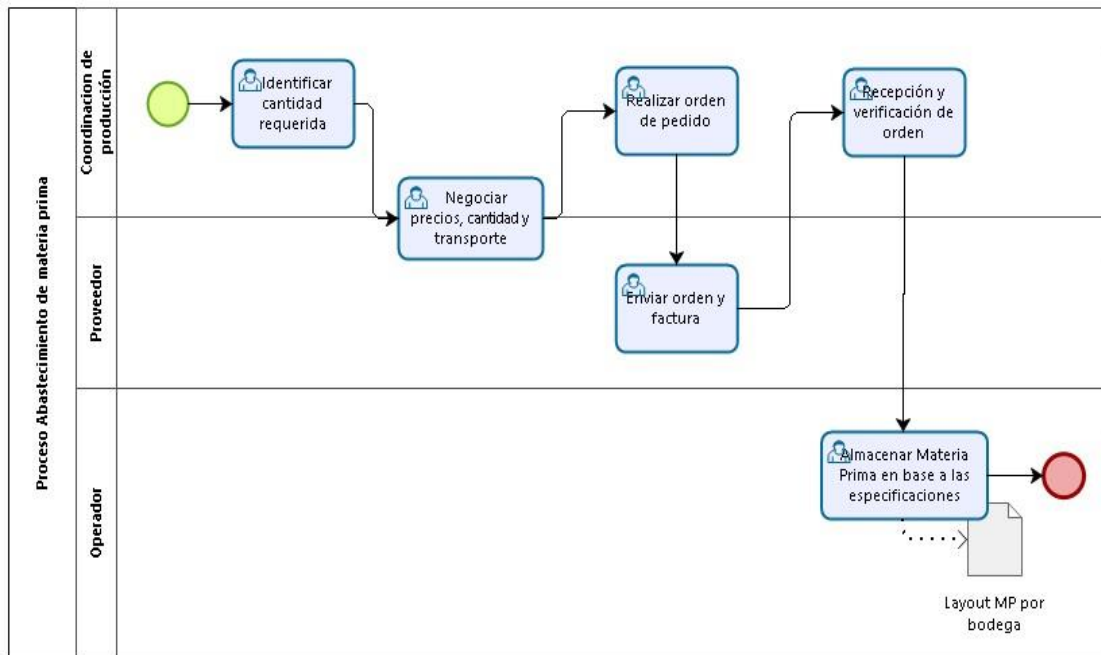 Proceso Abastecimiento de materia prima
Coordinacion de
producción
Identificar
cantidad
requerida
Negociar
precios, cantidad y
transporte
Realizar orden
de pedido
Recepción y
verificación de
orden
Proveedor
Enviar orden y
factura
Operador
Almacenar Materia
Prima en base a las
especificaciones
Layout MP por
bodega